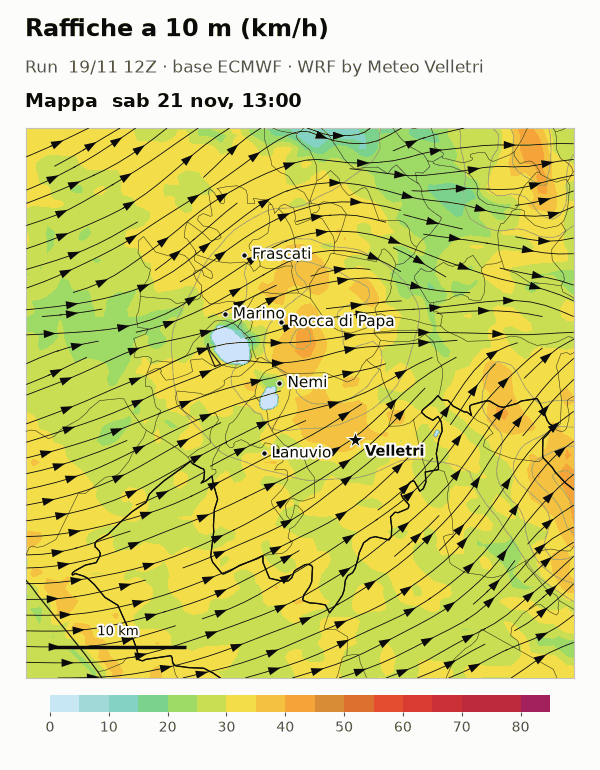 Raffiche a 10 m (km/h)
Run 19/11 12Z · base ECMWF · WRF by Meteo Velletri
Mappa sab 21 nov, 13:00
Frascati
Marino
Rocca di Papa
Nemi
Lanuvio
Velletri
10 km
0 10 20 30 40 50 60 70 80